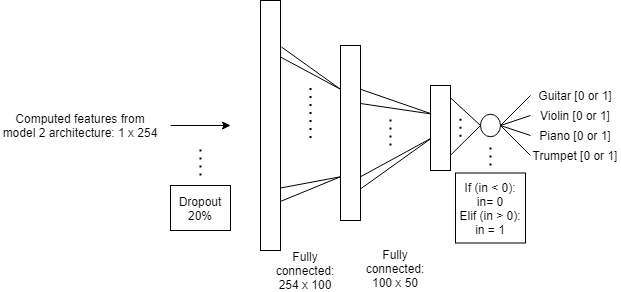 Computed features from
model 2 architecture: 1 x 254
Dropout
20%
Fully
connected:
254 x 100
Fully
connected:
100 x 50
If (in < 0):
in= 0
Elif (in > 0):
in = 1
Guitar [0 or 1]
Violin [0 or 1]
Piano [0 or 1]
Trumpet [0 or 1]